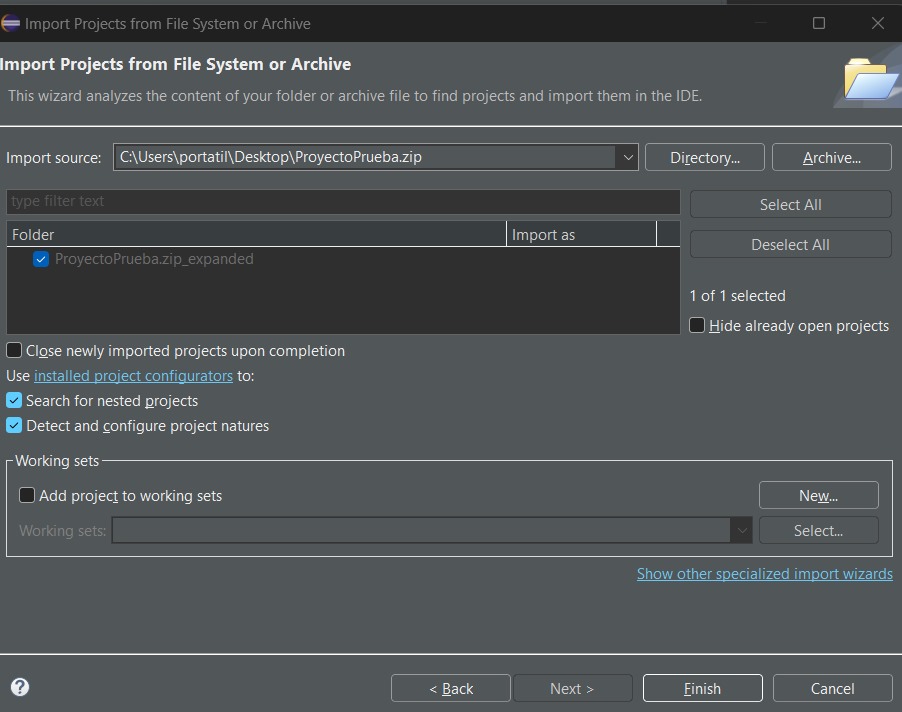 Import Projects from File System or Archive
Import Projects from File System or Archive
This wizard analyzes the content of your folder or archive file to find projects and import them in the IDE.
Import source: C:\Users\portatil\Desktop\ProyectoPrueba.zip Directory... Archive...
type filter text Select All
Folder Import as
Deselect All
ProyectoPrueba.zip_expanded
1 of 1 selected
Hide already open projects
Close newly imported projects upon completion
Use installed project configurators to:
Search for nested projects
Detect and configure project natures
Working sets
Add project to working sets New...
Working sets: Select...
Show other specialized import wizards
? < Back Next > Finish Cancel